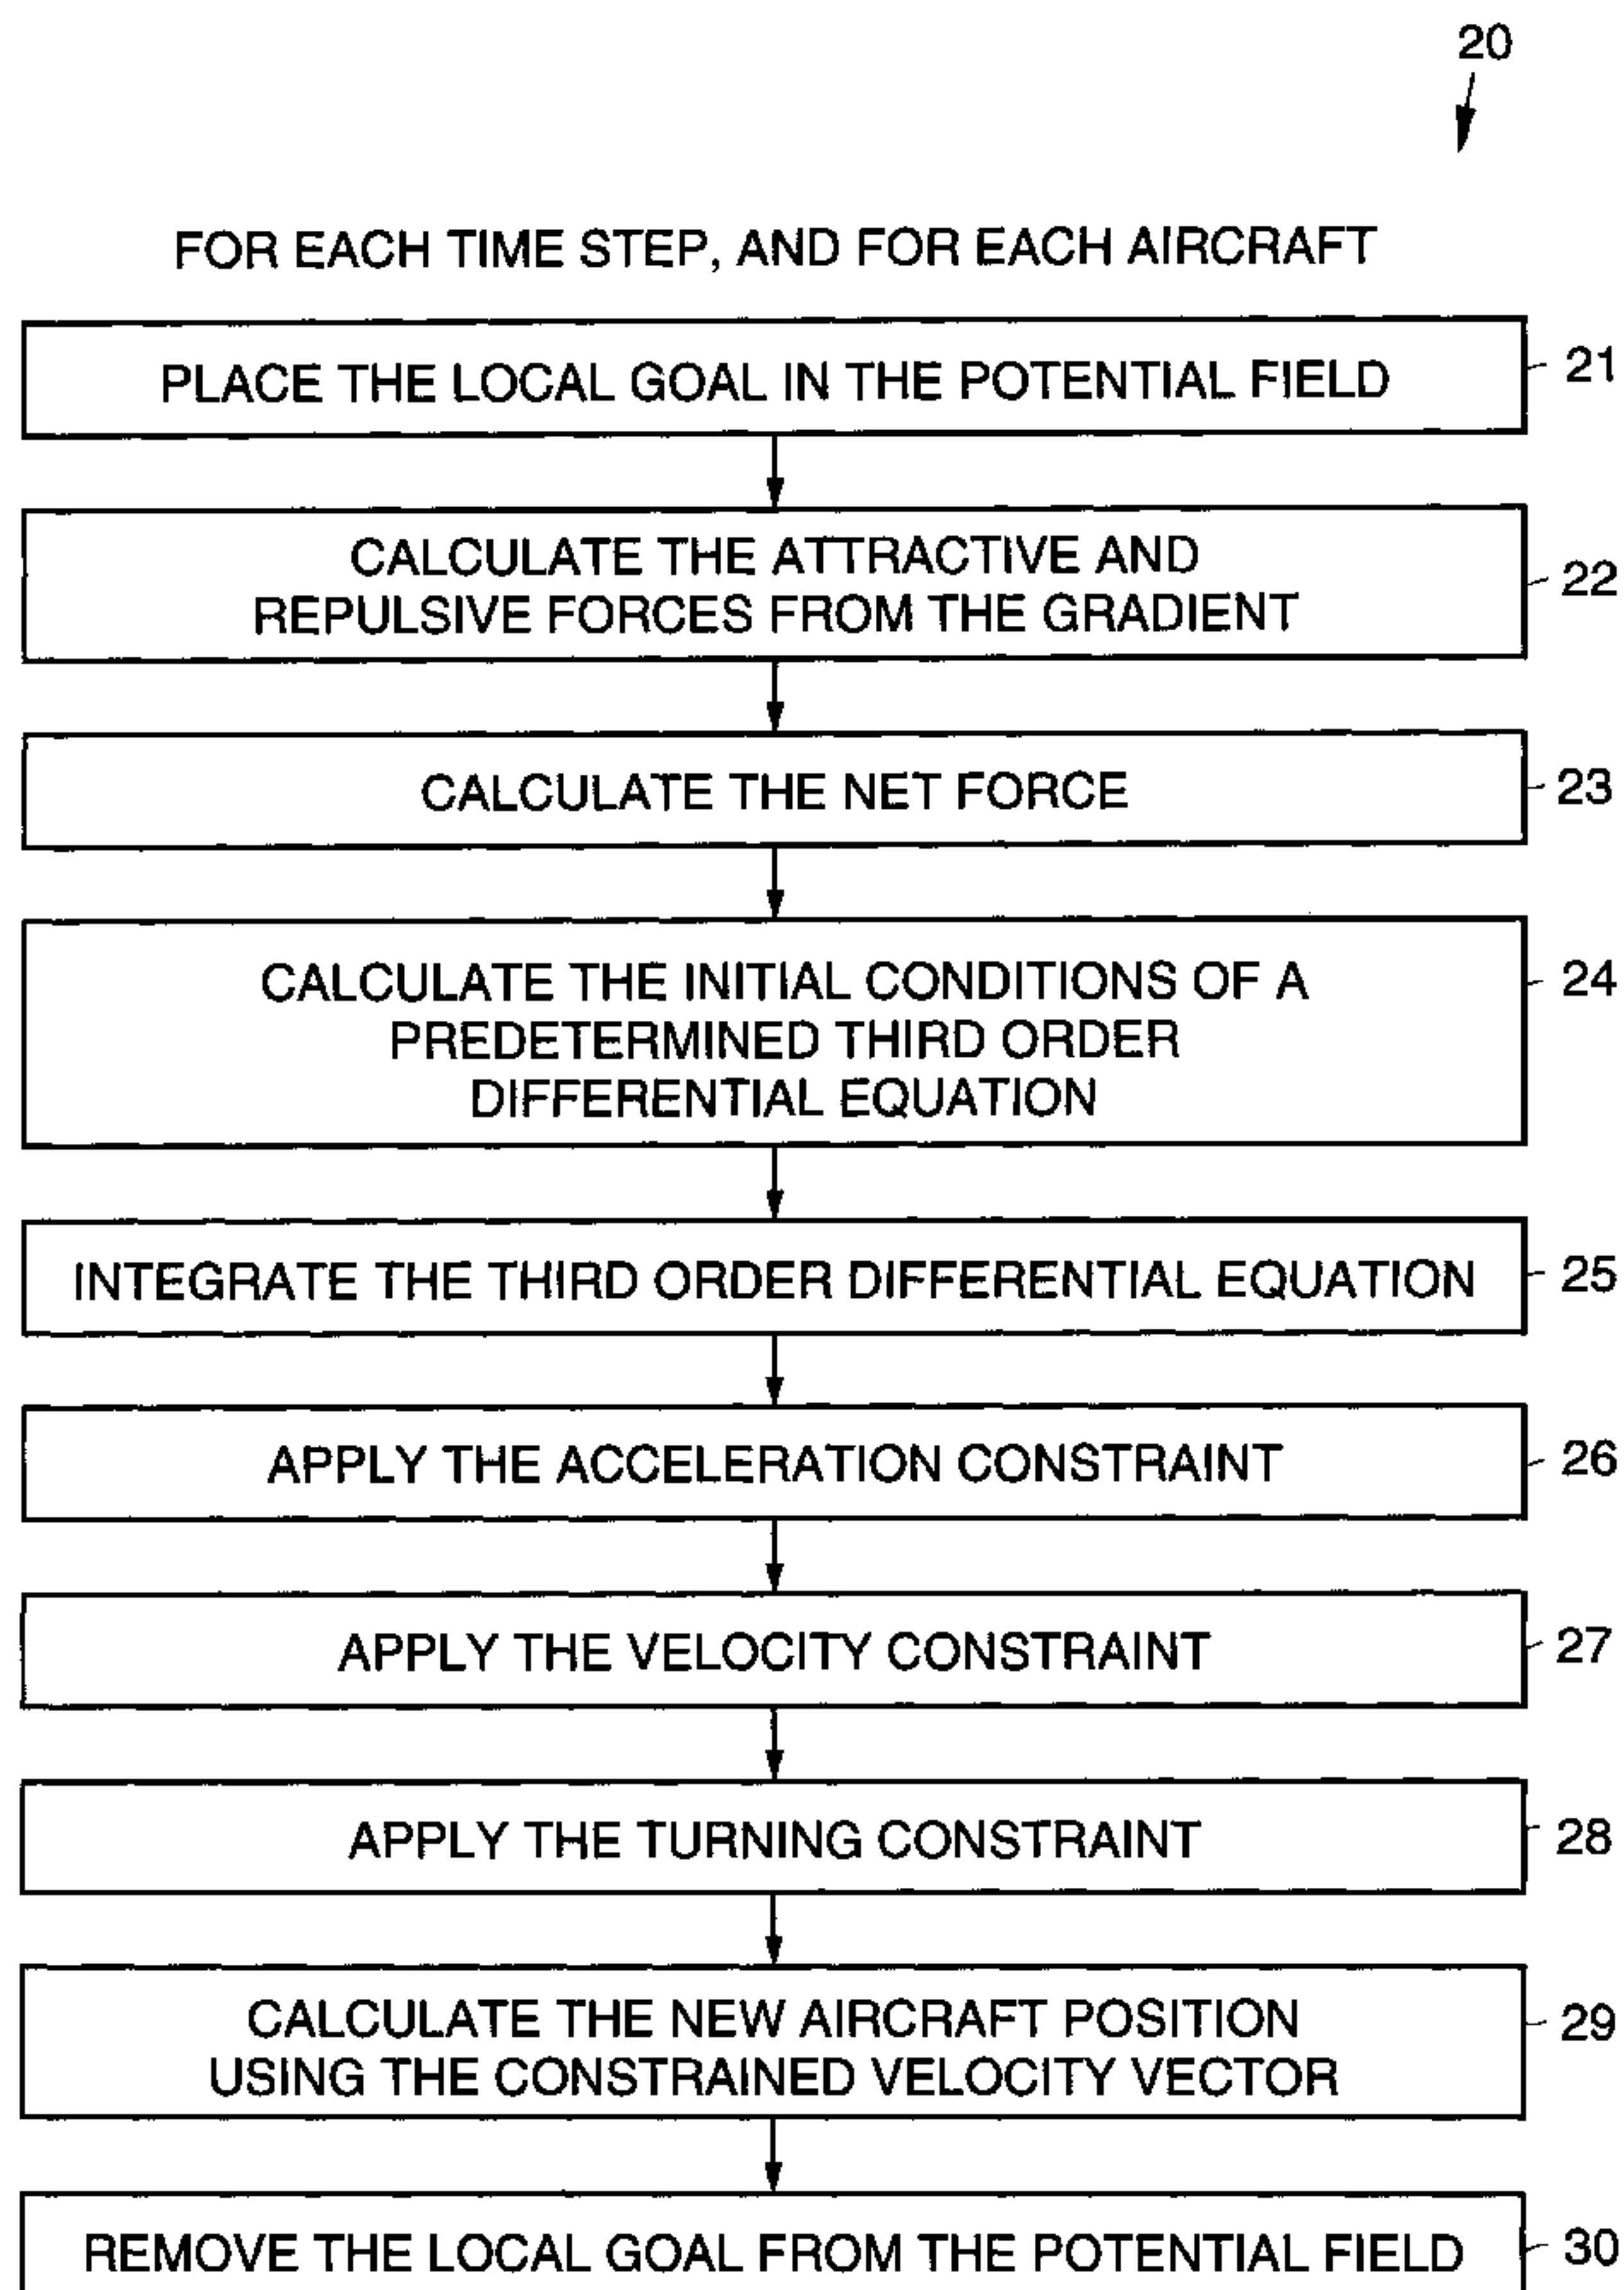 20
FOR EACH TIME STEP, AND FOR EACH AIRCRAFT
PLACE THE LOCAL GOAL IN THE POTENTIAL FIELD
21
CALCULATE THE ATTRACTIVE AND
REPULSIVE FORCES FROM THE GRADIENT
22
CALCULATE THE NET FORCE
23
CALCULATE THE INITIAL CONDITIONS OF A
PREDETERMINED THIRD ORDER
DIFFERENTIAL EQUATION
24
INTEGRATE THE THIRD ORDER DIFFERENTIAL EQUATION
25
APPLY THE ACCELERATION CONSTRAINT
26
APPLY THE VELOCITY CONSTRAINT
27
APPLY THE TURNING CONSTRAINT
28
CALCULATE THE NEW AIRCRAFT POSITION
USING THE CONSTRAINED VELOCITY VECTOR
29
REMOVE THE LOCAL GOAL FROM THE POTENTIAL FIELD
30